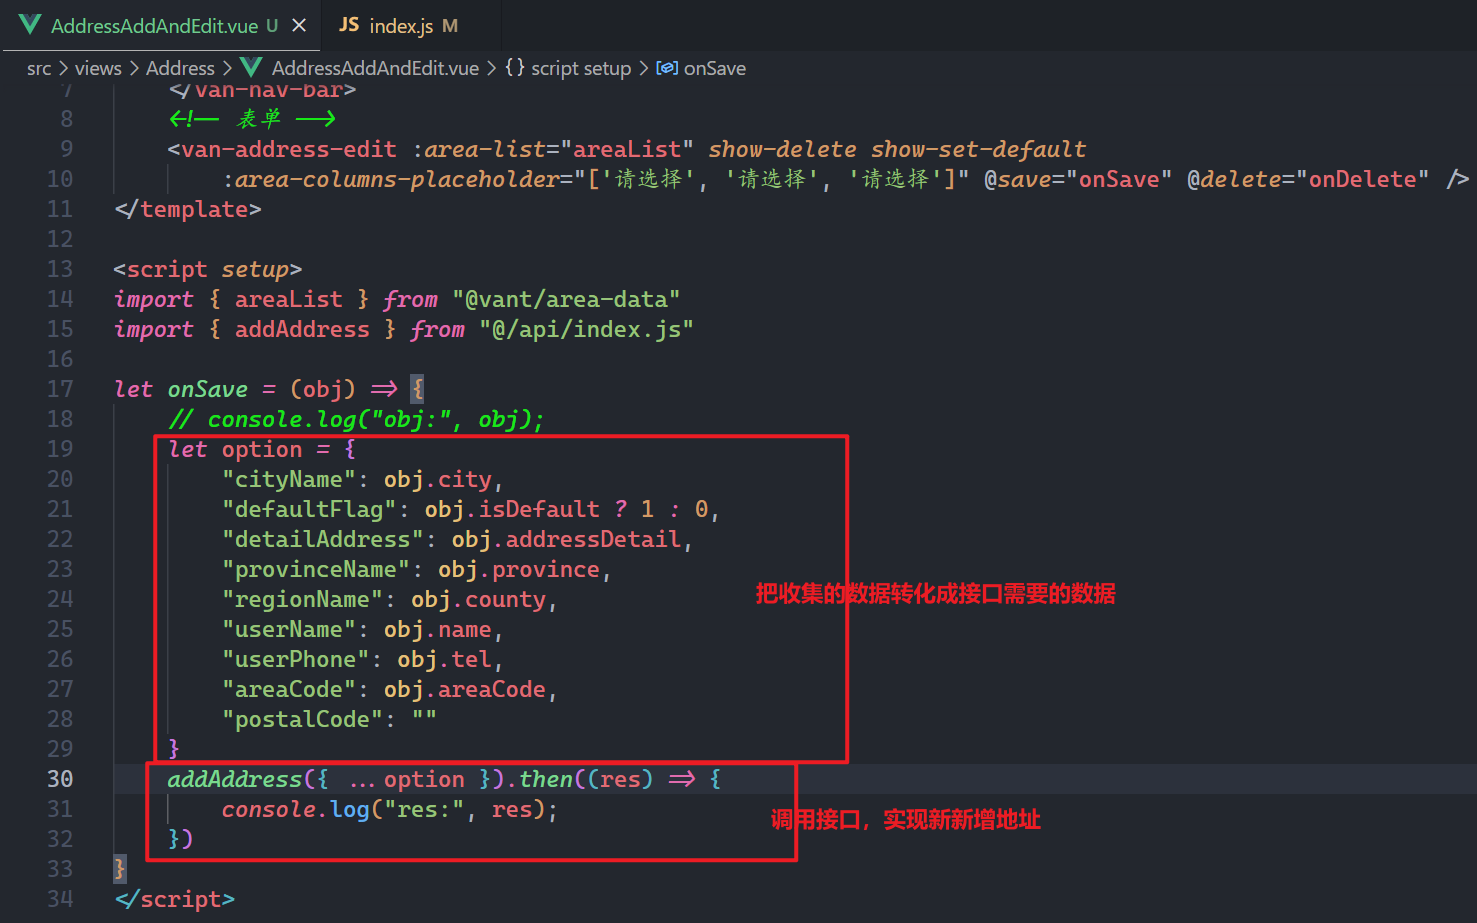 AddressAddAndEdit.vue U
JS index.js M
src > views > Address > AddressAddAndEdit.vue > {} script setup > onSave
7 </van-nav-bar>
8 <!-- 表单 -->
9 <van-address-edit :area-list="areaList" show-delete show-set-default
10 :area-columns-placeholder="['请选择', '请选择', '请选择']" @save="onSave" @delete="onDelete" />
11 </template>
12
13 <script setup>
14 import { areaList } from "@vant/area-data"
15 import { addAddress } from "@/api/index.js"
16
17 let onSave = (obj) => {
18 // console.log("obj:", obj);
19 let option = {
20 "cityName": obj.city,
21 "defaultFlag": obj.isDefault ? 1 : 0,
22 "detailAddress": obj.addressDetail,
23 "provinceName": obj.province,
24 "regionName": obj.county,
把收集的数据转化成接口需要的数据
25 "userName": obj.name,
26 "userPhone": obj.tel,
27 "areaCode": obj.areaCode,
28 "postalCode": ""
29 }
30 addAddress({ ...option }).then((res) => {
31 console.log("res:", res);
调用接口，实现新新增地址
32 })
33 }
34 </script>